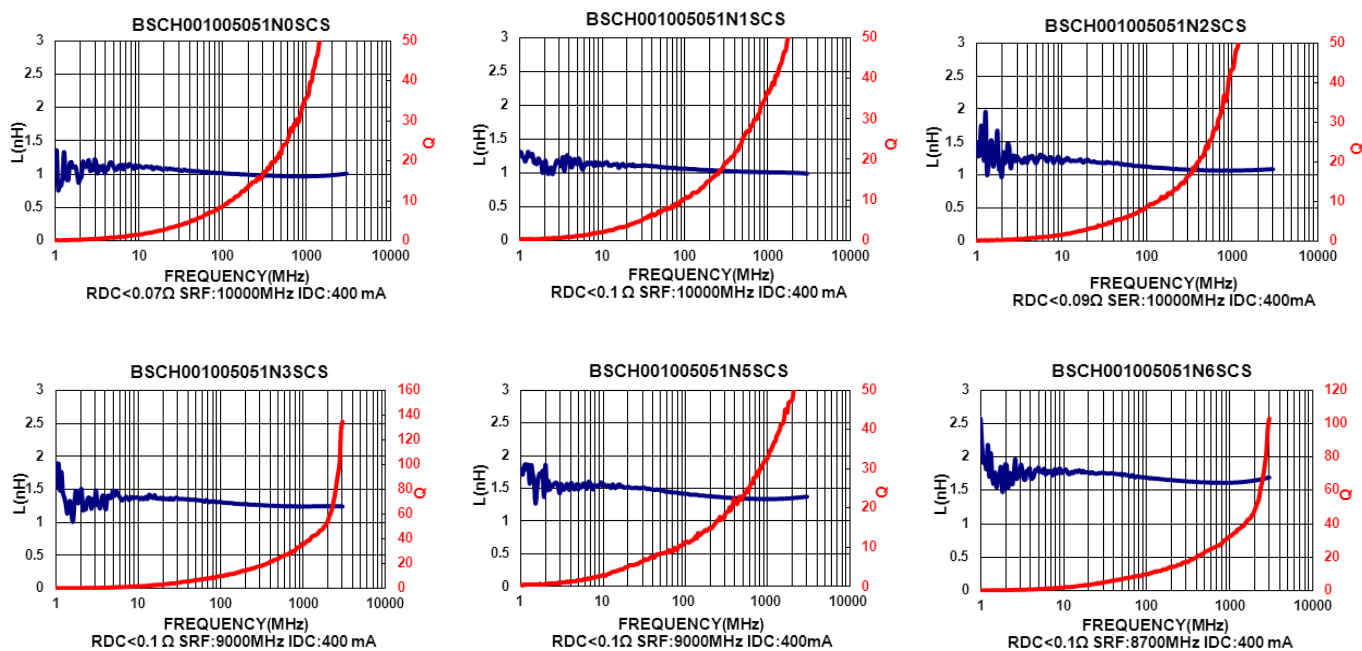 BSCH001005051N0SCS
3
2.5
2
1.5
1
0.5
0
L(nH)
50
40
30
20
10
0
Q
1 10 100 1000 10000
FREQUENCY(MHz)
RDC<0.07Ω SRF:10000MHz IDC:400 mA
BSCH001005051N1SCS
3
2.5
2
1.5
1
0.5
0
L(nH)
50
40
30
20
10
0
Q
1 10 100 1000 10000
FREQUENCY(MHz)
RDC<0.1 Ω SRF:10000MHz IDC:400 mA
BSCH001005051N2SCS
3
2.5
2
1.5
1
0.5
0
L(nH)
50
40
30
20
10
0
Q
1 10 100 1000 10000
FREQUENCY(MHz)
RDC<0.09Ω SER:10000MHz IDC:400mA
BSCH001005051N3SCS
3
2.5
2
1.5
1
0.5
0
L(nH)
160
140
120
100
80
60
40
20
0
Q
1 10 100 1000 10000
FREQUENCY(MHz)
RDC<0.1 Ω SRF:9000MHz IDC:400 mA
BSCH001005051N5SCS
3
2.5
2
1.5
1
0.5
0
L(nH)
50
40
30
20
10
0
Q
1 10 100 1000 10000
FREQUENCY(MHz)
RDC<0.1Ω SRF:9000MHz IDC:400mA
BSCH001005051N6SCS
3
2.5
2
1.5
1
0.5
0
L(nH)
120
100
80
60
40
20
0
Q
1 10 100 1000 10000
FREQUENCY(MHz)
RDC<0.1Ω SRF:8700MHz IDC:400 mA